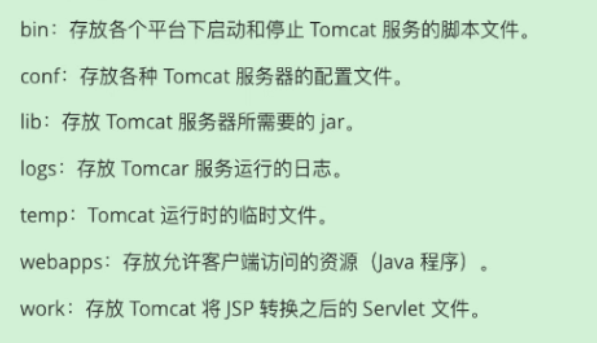 bin：存放各个平台下启动和停止 Tomcat 服务的脚本文件。
conf：存放各种 Tomcat 服务器的配置文件。
lib：存放 Tomcat 服务器所需要的 jar。
logs：存放 Tomcar 服务运行的日志。
temp：Tomcat 运行时的临时文件。
webapps：存放允许客户端访问的资源（Java 程序）。
work：存放 Tomcat 将 JSP 转换之后的 Servlet 文件。